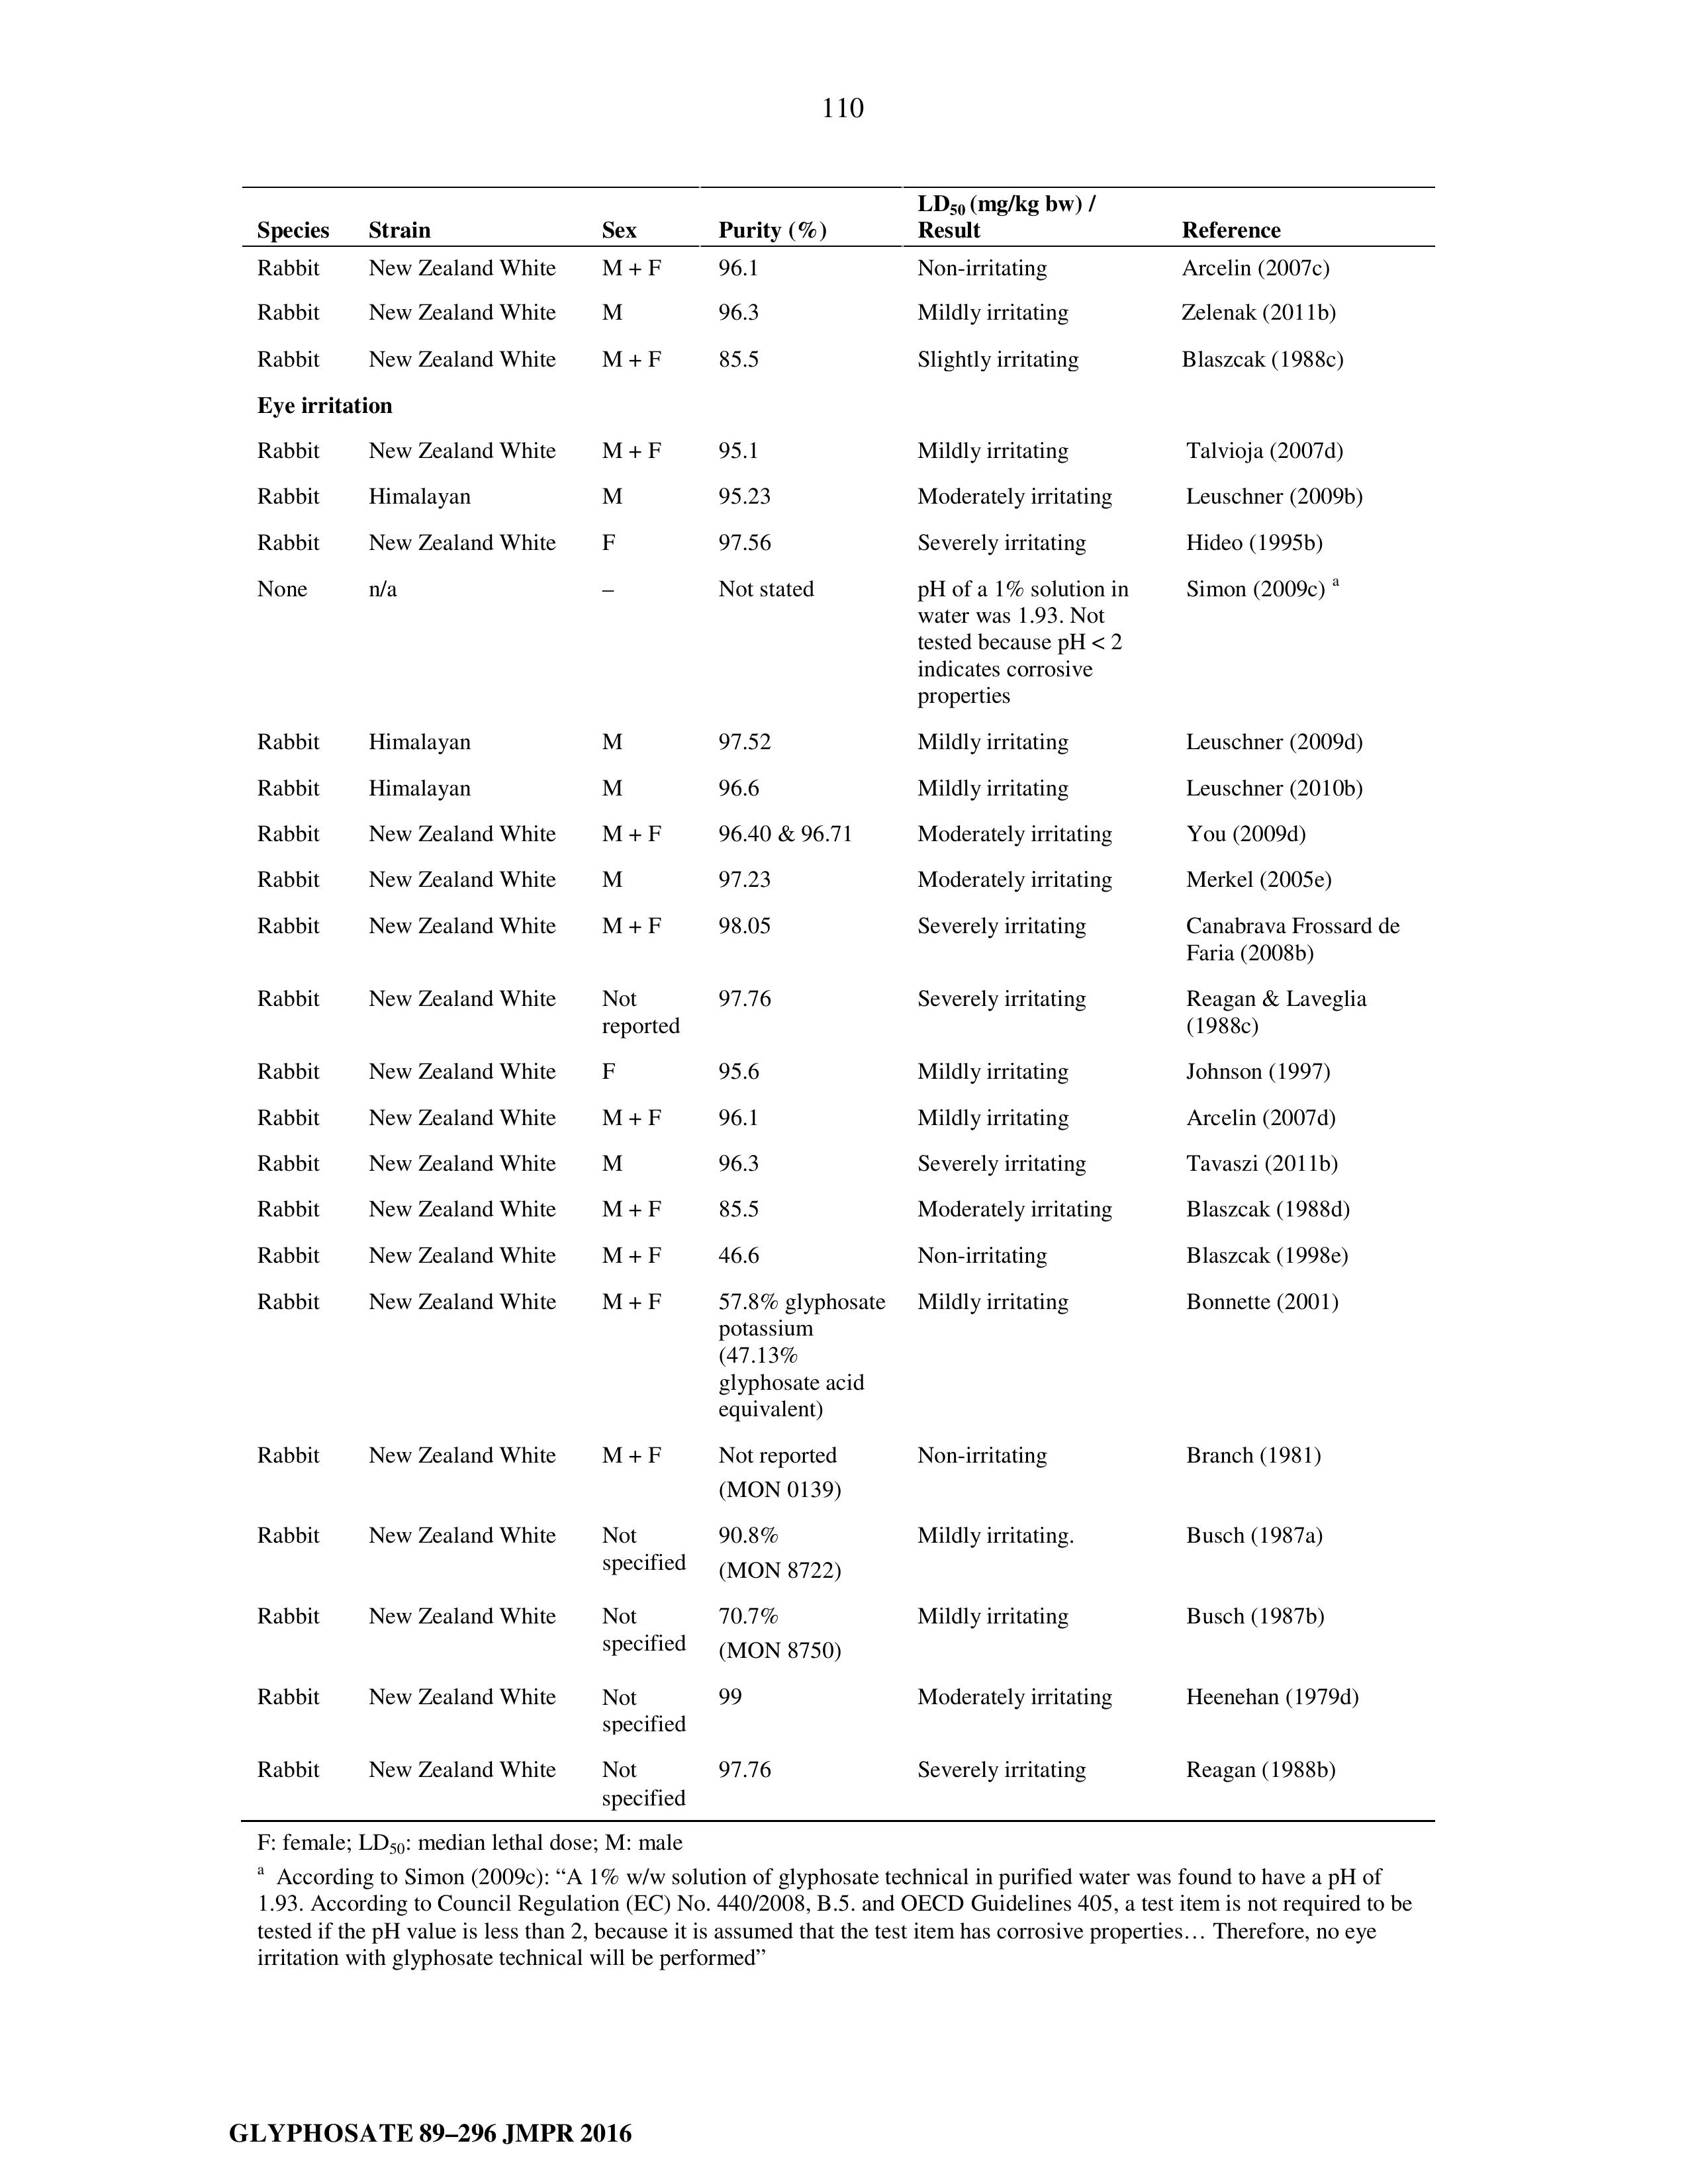 110
LD50 (mg/kg bw) /
Species Strain Sex Purity (%) Result Reference
Rabbit New Zealand White M + F 96.1 Non-irritating Arcelin (2007c)
Rabbit New Zealand White M 96.3 Mildly irritating Zelenak (2011b)
Rabbit New Zealand White M + F 85.5 Slightly irritating Blaszcak (1988c)
Eye irritation
Rabbit New Zealand White M + F 95.1 Mildly irritating Talvioja (2007d)
Rabbit Himalayan M 95.23 Moderately irritating Leuschner (2009b)
Rabbit New Zealand White F 97.56 Severely irritating Hideo (1995b)
None n/a – Not stated pH of a 1% solution in Simon (2009c) a
water was 1.93. Not
tested because pH < 2
indicates corrosive
properties
Rabbit Himalayan M 97.52 Mildly irritating Leuschner (2009d)
Rabbit Himalayan M 96.6 Mildly irritating Leuschner (2010b)
Rabbit New Zealand White M + F 96.40 & 96.71 Moderately irritating You (2009d)
Rabbit New Zealand White M 97.23 Moderately irritating Merkel (2005e)
Rabbit New Zealand White M + F 98.05 Severely irritating Canabrava Frossard de
Faria (2008b)
Rabbit New Zealand White Not 97.76 Severely irritating Reagan & Laveglia
reported (1988c)
Rabbit New Zealand White F 95.6 Mildly irritating Johnson (1997)
Rabbit New Zealand White M + F 96.1 Mildly irritating Arcelin (2007d)
Rabbit New Zealand White M 96.3 Severely irritating Tavaszi (2011b)
Rabbit New Zealand White M + F 85.5 Moderately irritating Blaszcak (1988d)
Rabbit New Zealand White M + F 46.6 Non-irritating Blaszcak (1998e)
Rabbit New Zealand White M + F 57.8% glyphosate Mildly irritating Bonnette (2001)
potassium
(47.13%
glyphosate acid
equivalent)
Rabbit New Zealand White M + F Not reported Non-irritating Branch (1981)
(MON 0139)
Rabbit New Zealand White Not 90.8% Mildly irritating. Busch (1987a)
specified (MON 8722)
Rabbit New Zealand White Not 70.7% Mildly irritating Busch (1987b)
specified (MON 8750)
Rabbit New Zealand White Not 99 Moderately irritating Heenehan (1979d)
specified
Rabbit New Zealand White Not 97.76 Severely irritating Reagan (1988b)
specified
F: female; LD50: median lethal dose; M: male
a According to Simon (2009c): “A 1% w/w solution of glyphosate technical in purified water was found to have a pH of
1.93. According to Council Regulation (EC) No. 440/2008, B.5. and OECD Guidelines 405, a test item is not required to be
tested if the pH value is less than 2, because it is assumed that the test item has corrosive properties… Therefore, no eye
irritation with glyphosate technical will be performed”
GLYPHOSATE 89–296 JMPR 2016